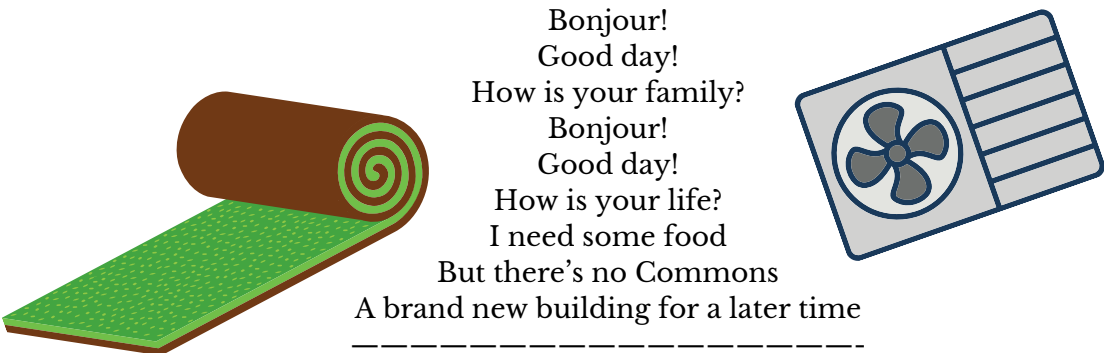 Bonjour!
Good day!
How is your family?
Bonjour!
Good day!
How is your life?
I need some food
But there’s no Commons
A brand new building for a later time
—————————————————-